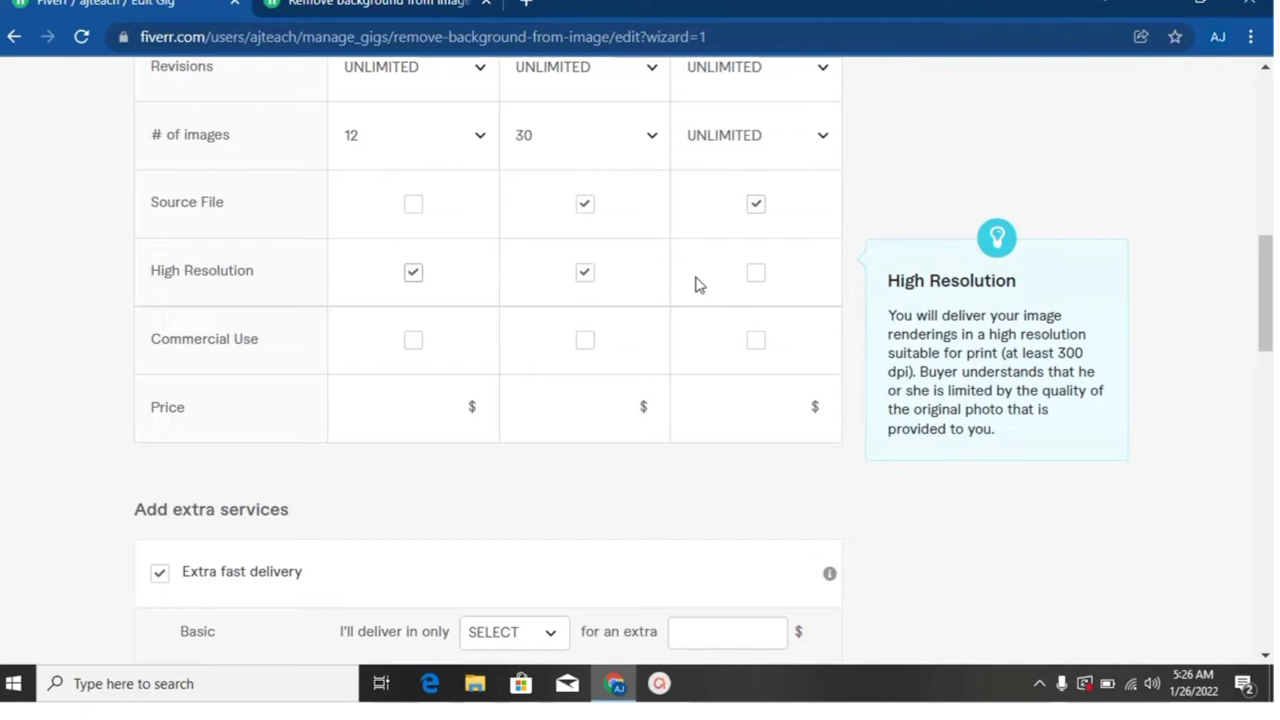 Fiverr / ajteach / Edit Gig
Remove background from image
fiverr.com/users/ajteach/manage_gigs/remove-background-from-image/edit?wizard=1
AJ
Revisions UNLIMITED UNLIMITED UNLIMITED
# of images 12 30 UNLIMITED
Source File
High Resolution
Commercial Use
Price $ $ $
High Resolution
You will deliver your image
renderings in a high resolution
suitable for print (at least 300
dpi). Buyer understands that he
or she is limited by the quality of
the original photo that is
provided to you.
Add extra services
Extra fast delivery
Basic I'll deliver in only SELECT for an extra $
Type here to search
AJ
5:26 AM
1/26/2022
2